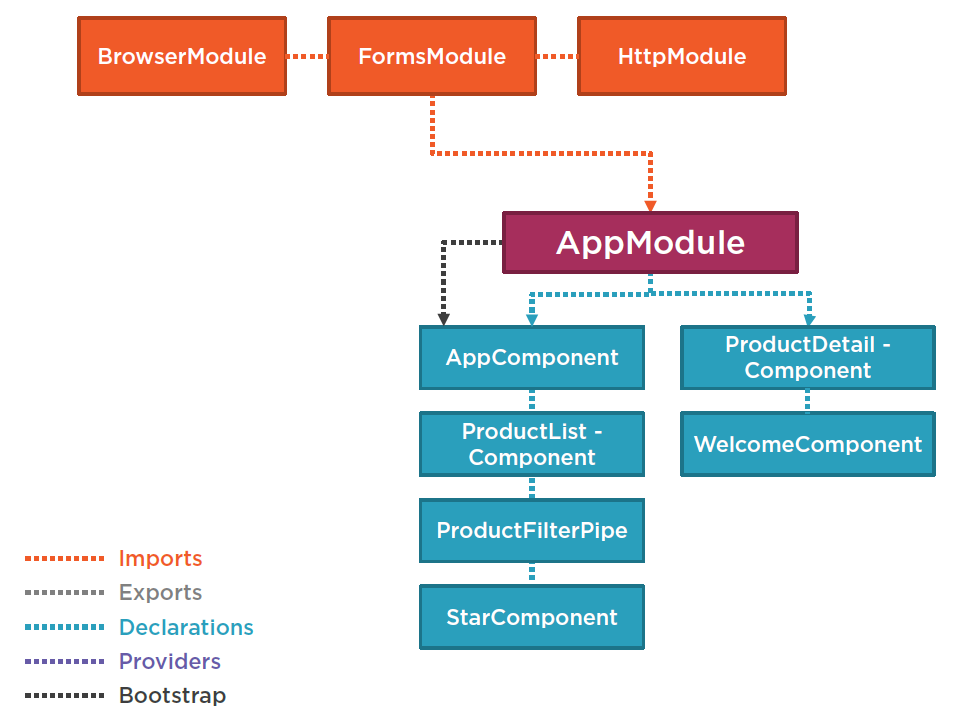 BrowserModule
FormsModule
HttpModule
AppModule
AppComponent
ProductDetail -
Component
ProductList -
Component
WelcomeComponent
ProductFilterPipe
StarComponent
Imports
Exports
Declarations
Providers
Bootstrap